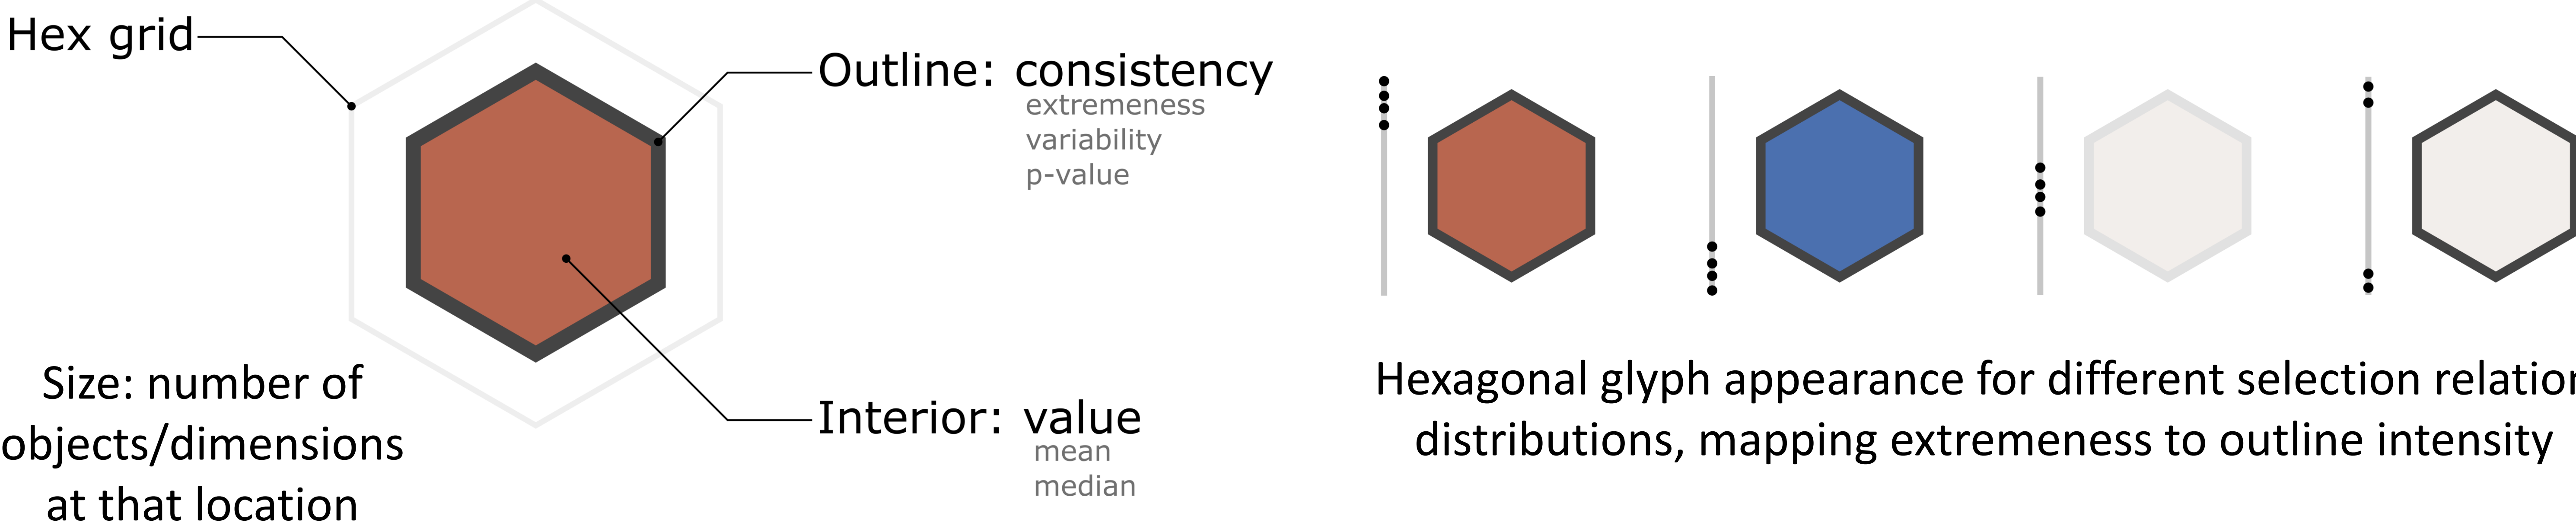 Hex grid
Outline: consistency
extremeness
variability
p-value
Interior: value
mean
median
Size: number of
objects/dimensions
at that location
Hexagonal glyph appearance for different selection relation
distributions, mapping extremeness to outline intensity